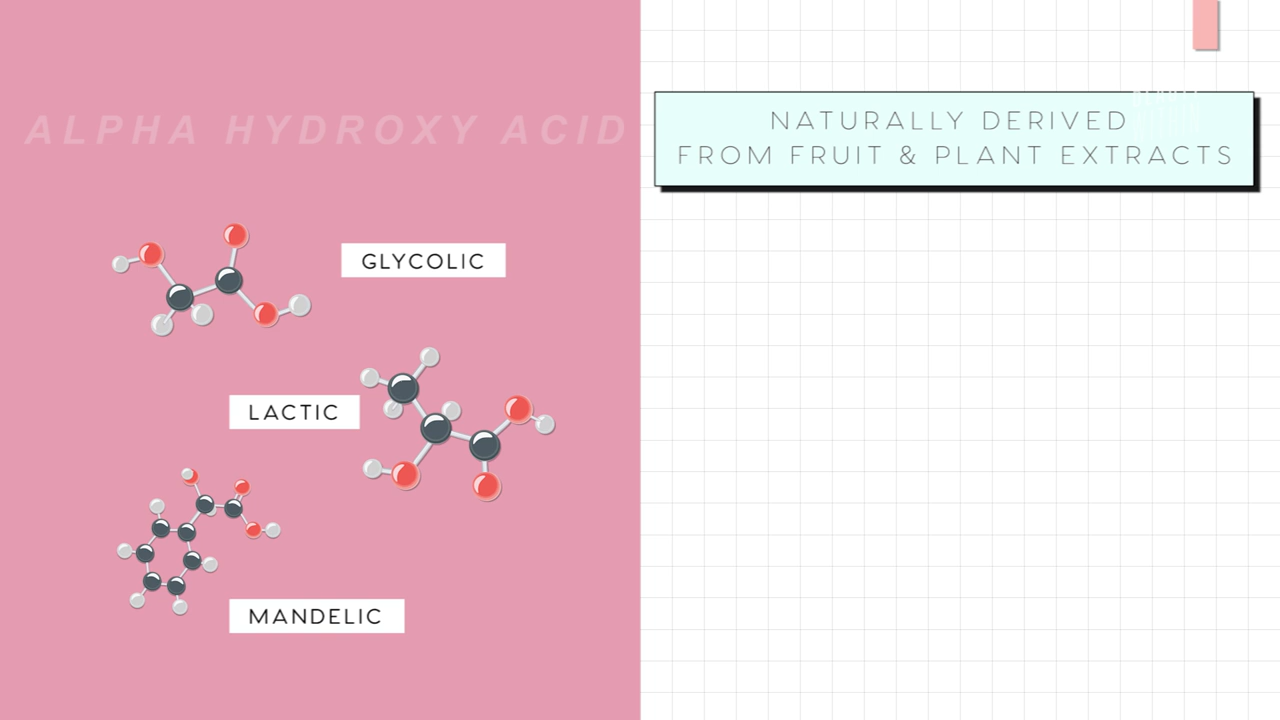 ALPHA HYDROXY ACID
GLYCOLIC
LACTIC
MANDELIC
NATURALLY DERIVED
FROM FRUIT & PLANT EXTRACTS